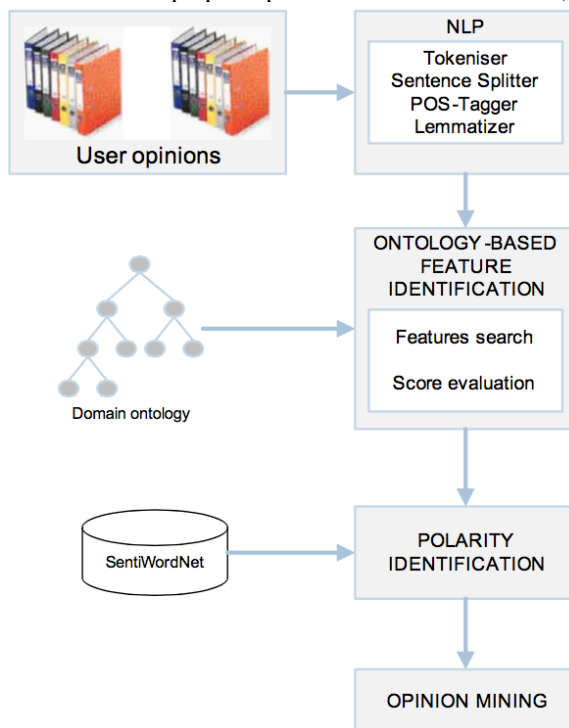 User opinions
NLP
Tokeniser
Sentence Splitter
POS-Tagger
Lemmatizer
ONTOLOGY-BASED
FEATURE
IDENTIFICATION
Features search
Score evaluation
Domain ontology
SentiWordNet
POLARITY
IDENTIFICATION
OPINION MINING